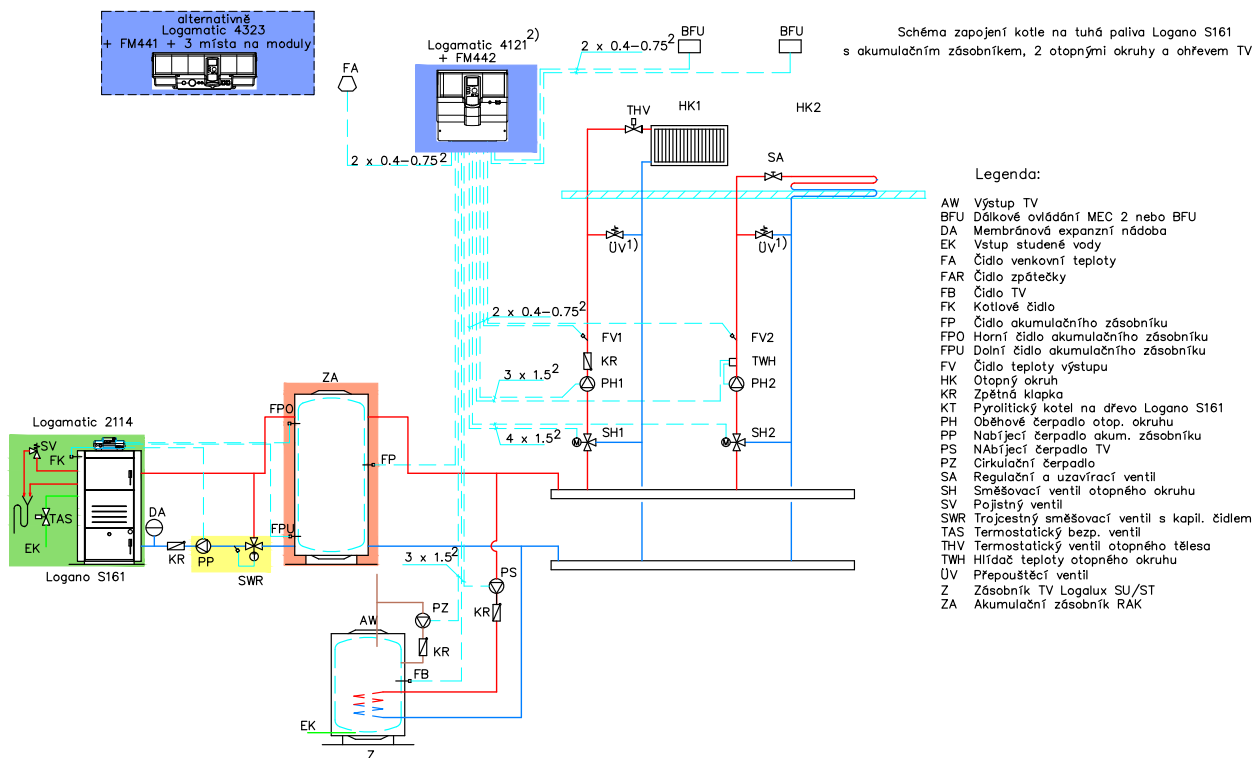 alternativně
Logamatic 4323
+ FM441 + 3 místa na moduly
Logamatic 4121 2)
+ FM442
2 x 0.4-0.75 2
BFU
BFU
Schéma zapojení kotle na tuhá paliva Logano S161
s akumulačním zásobníkem, 2 otopnými okruhy a ohřevem TV
FA
2 x 0.4-0.75 2
THV
HK1
HK2
SA
ÜV 1)
ÜV 1)
2 x 0.4-0.75 2
FV1
FV2
KR
TWH
3 x 1.5 2
PH1
PH2
4 x 1.5 2
SH1
SH2
M
M
ZA
FPO
FP
FPU
Logamatic 2114
SV
FK
TAS
EK
DA
KR
PP
SWR
Logano S161
3 x 1.5 2
PS
KR
PZ
KR
AW
FB
EK
Z
Legenda:
AW Výstup TV
BFU Dálkové ovládání MEC 2 nebo BFU
DA Membránová expanzní nádoba
EK Vstup studené vody
FA Čidlo venkovní teploty
FAR Čidlo zpátečky
FB Čidlo TV
FK Kotlové čidlo
FP Čidlo akumulačního zásobníku
FPO Horní čidlo akumulačního zásobníku
FPU Dolní čidlo akumulačního zásobníku
FV Čidlo teploty výstupu
HK Otopný okruh
KR Zpětná klapka
KT Pyrolitický kotel na dřevo Logano S161
PH Oběhové čerpadlo otop. okruhu
PP Nabíjecí čerpadlo akum. zásobníku
PS NAbíjecí čerpadlo TV
PZ Cirkulační čerpadlo
SA Regulační a uzavírací ventil
SH Směšovací ventil otopného okruhu
SV Pojistný ventil
SWR Trojcestný směšovací ventil s kapil. čidlem
TAS Termostatický bezp. ventil
THV Termostatický ventil otopného tělesa
TWH Hlídač teploty otopného okruhu
ÜV Přepouštěcí ventil
Z Zásobník TV Logalux SU/ST
ZA Akumulační zásobník RAK